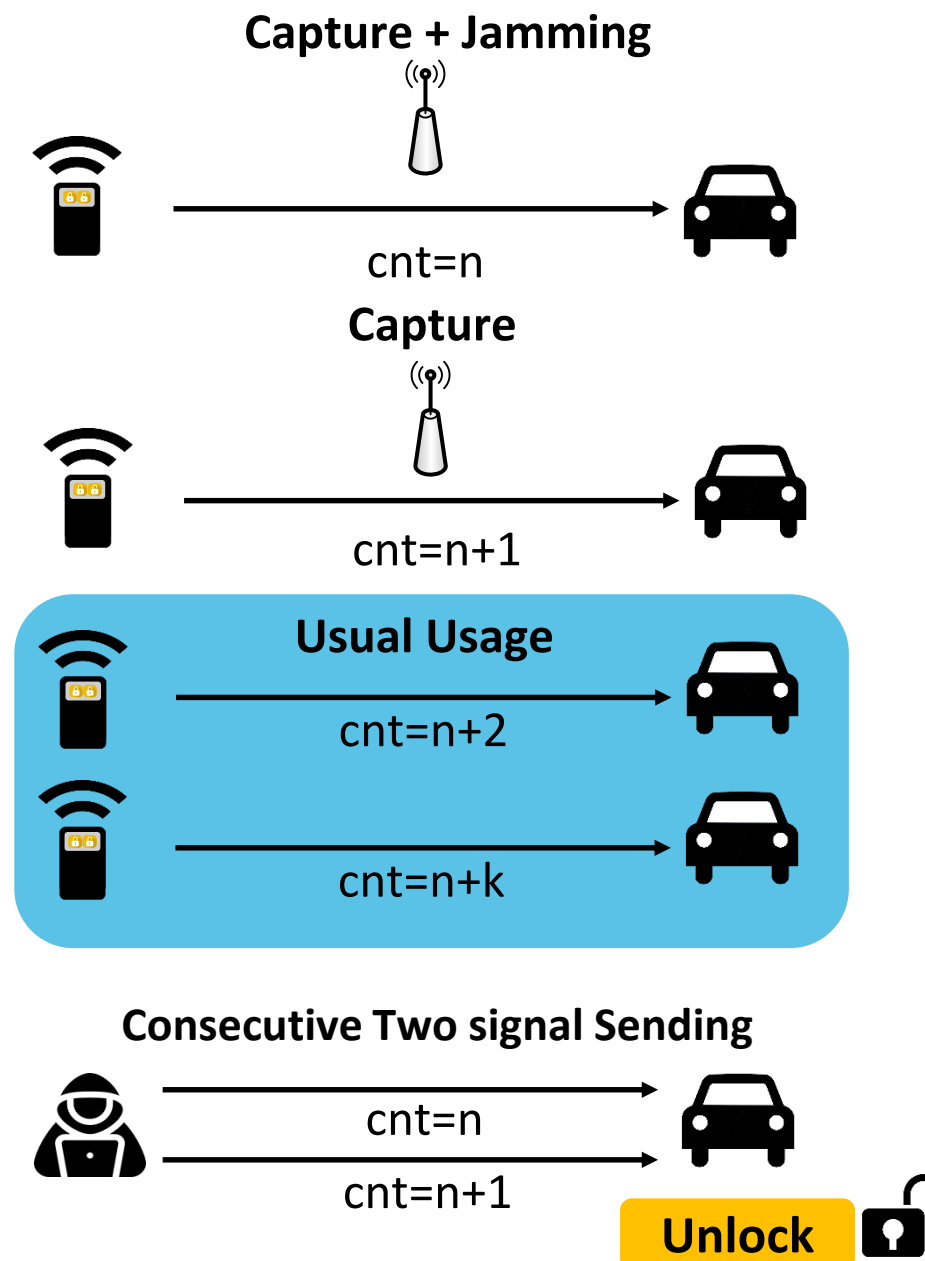 Capture + Jamming
cnt=n
Capture
cnt=n+1
Usual Usage
cnt=n+2
cnt=n+k
Consecutive Two signal Sending
cnt=n
cnt=n+1
Unlock